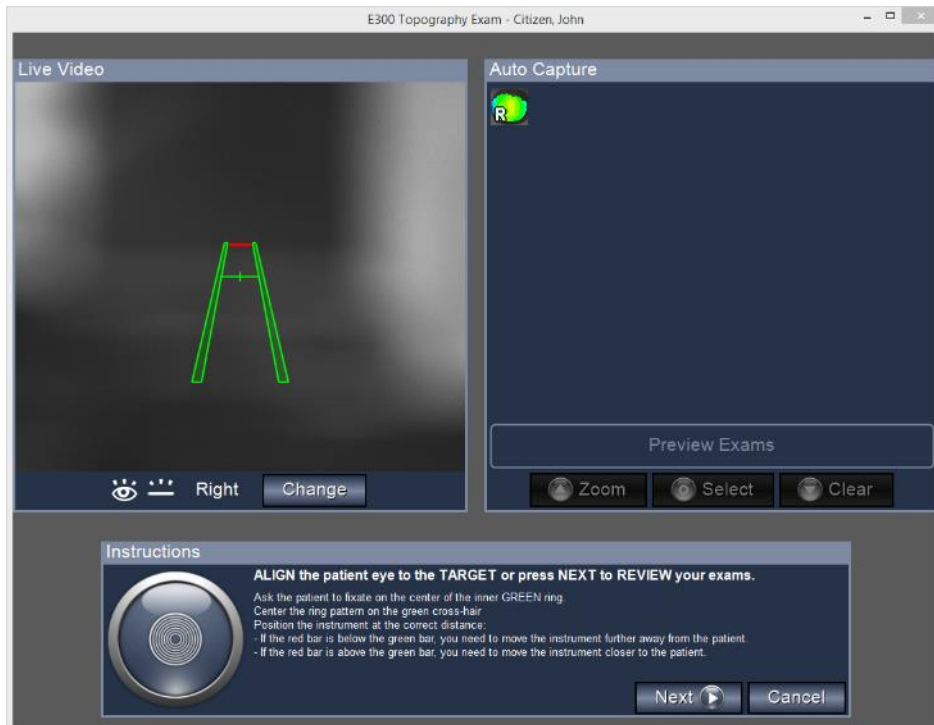 E300 Topography Exam - Citizen, John
Live Video
Auto Capture
R
Preview Exams
Right
Change
Zoom
Select
Clear
Instructions
ALIGN the patient eye to the TARGET or press NEXT to REVIEW your exams.
Ask the patient to fixate on the center of the inner GREEN ring.
Center the ring pattern on the green cross-hair
Position the instrument at the correct distance:
- If the red bar is below the green bar, you need to move the instrument further away from the patient.
- If the red bar is above the green bar, you need to move the instrument closer to the patient.
Next
Cancel